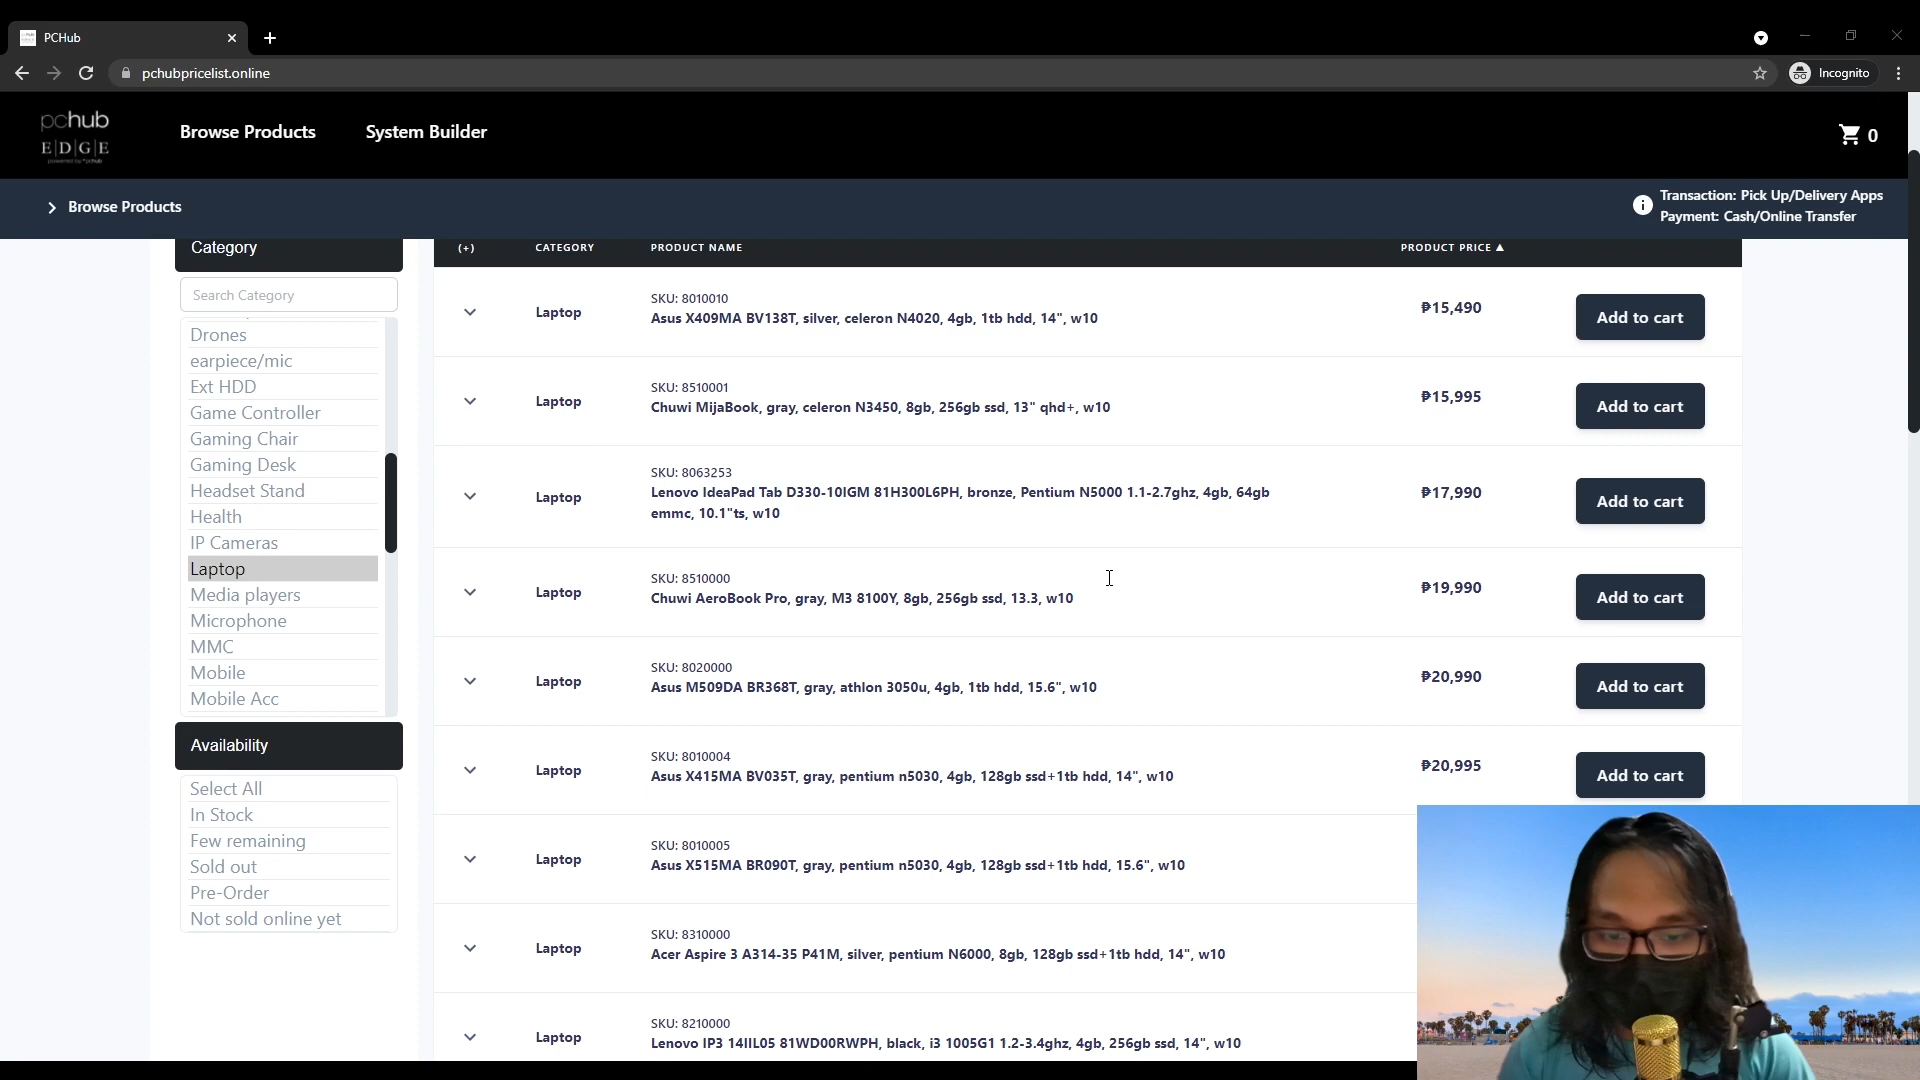 PCHub
pchubpricelist.online
Incognito
pchub
E|D|G|E
powered by *pchub
Browse Products
System Builder
0
Browse Products
Transaction: Pick Up/Delivery Apps
Payment: Cash/Online Transfer
Category
Search Category
Drones
earpiece/mic
Ext HDD
Game Controller
Gaming Chair
Gaming Desk
Headset Stand
Health
IP Cameras
Laptop
Media players
Microphone
MMC
Mobile
Mobile Acc
Availability
Select All
In Stock
Few remaining
Sold out
Pre-Order
Not sold online yet
(+) CATEGORY PRODUCT NAME PRODUCT PRICE ▲
SKU: 8010010
Laptop Asus X409MA BV138T, silver, celeron N4020, 4gb, 1tb hdd, 14", w10 ₱15,490 Add to cart
SKU: 8510001
Laptop Chuwi MijaBook, gray, celeron N3450, 8gb, 256gb ssd, 13" qhd+, w10 ₱15,995 Add to cart
SKU: 8063253
Laptop Lenovo IdeaPad Tab D330-10IGM 81H300L6PH, bronze, Pentium N5000 1.1-2.7ghz, 4gb, 64gb ₱17,990 Add to cart
emmc, 10.1"ts, w10
SKU: 8510000
Laptop Chuwi AeroBook Pro, gray, M3 8100Y, 8gb, 256gb ssd, 13.3, w10 ₱19,990 Add to cart
SKU: 8020000
Laptop Asus M509DA BR368T, gray, athlon 3050u, 4gb, 1tb hdd, 15.6", w10 ₱20,990 Add to cart
SKU: 8010004
Laptop Asus X415MA BV035T, gray, pentium n5030, 4gb, 128gb ssd+1tb hdd, 14", w10 ₱20,995 Add to cart
SKU: 8010005
Laptop Asus X515MA BR090T, gray, pentium n5030, 4gb, 128gb ssd+1tb hdd, 15.6", w10
SKU: 8310000
Laptop Acer Aspire 3 A314-35 P41M, silver, pentium N6000, 8gb, 128gb ssd+1tb hdd, 14", w10
SKU: 8210000
Laptop Lenovo IP3 14IIL05 81WD00RWPH, black, i3 1005G1 1.2-3.4ghz, 4gb, 256gb ssd, 14", w10